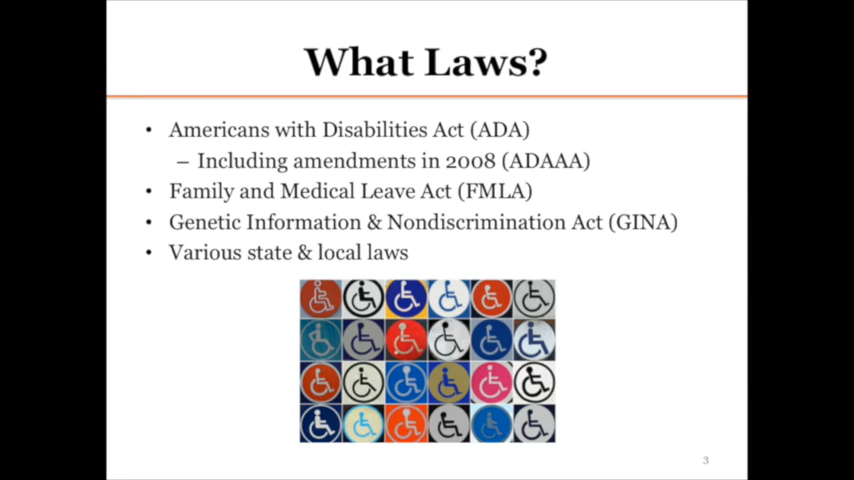 What Laws?
• Americans with Disabilities Act (ADA)
– Including amendments in 2008 (ADAAA)
• Family and Medical Leave Act (FMLA)
• Genetic Information & Nondiscrimination Act (GINA)
• Various state & local laws
3